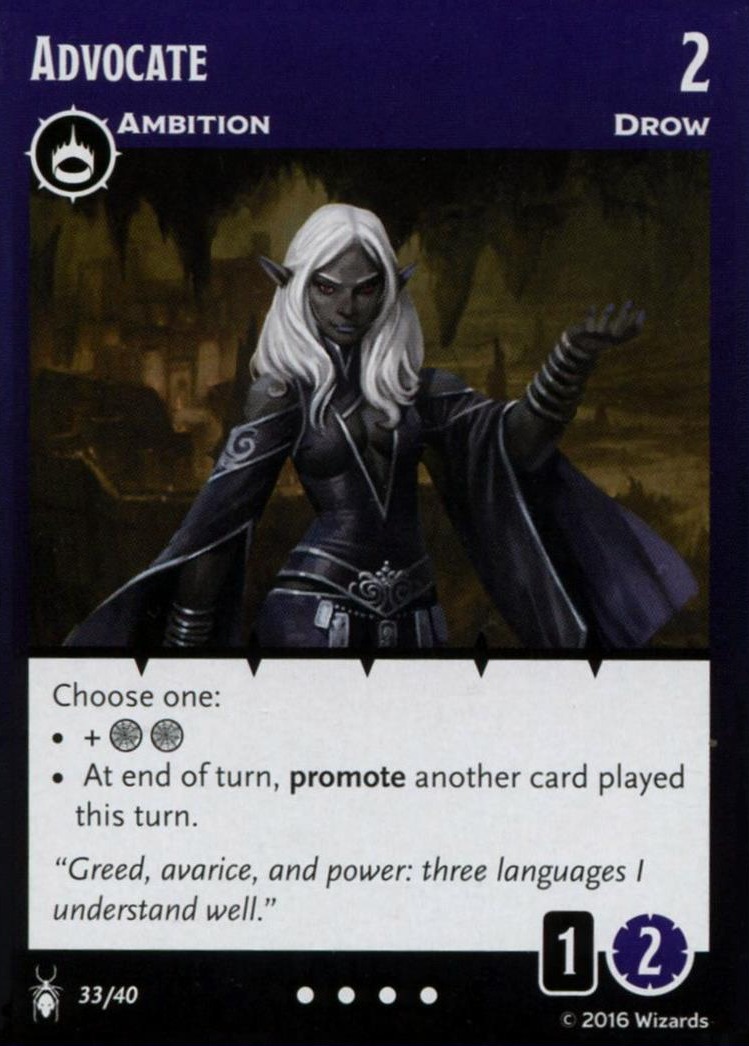 ADVOCATE 2
AMBITION DROW
Choose one:
• +
• At end of turn, promote another card played
this turn.
“Greed, avarice, and power: three languages I
understand well.”
1 2
33/40
© 2016 Wizards